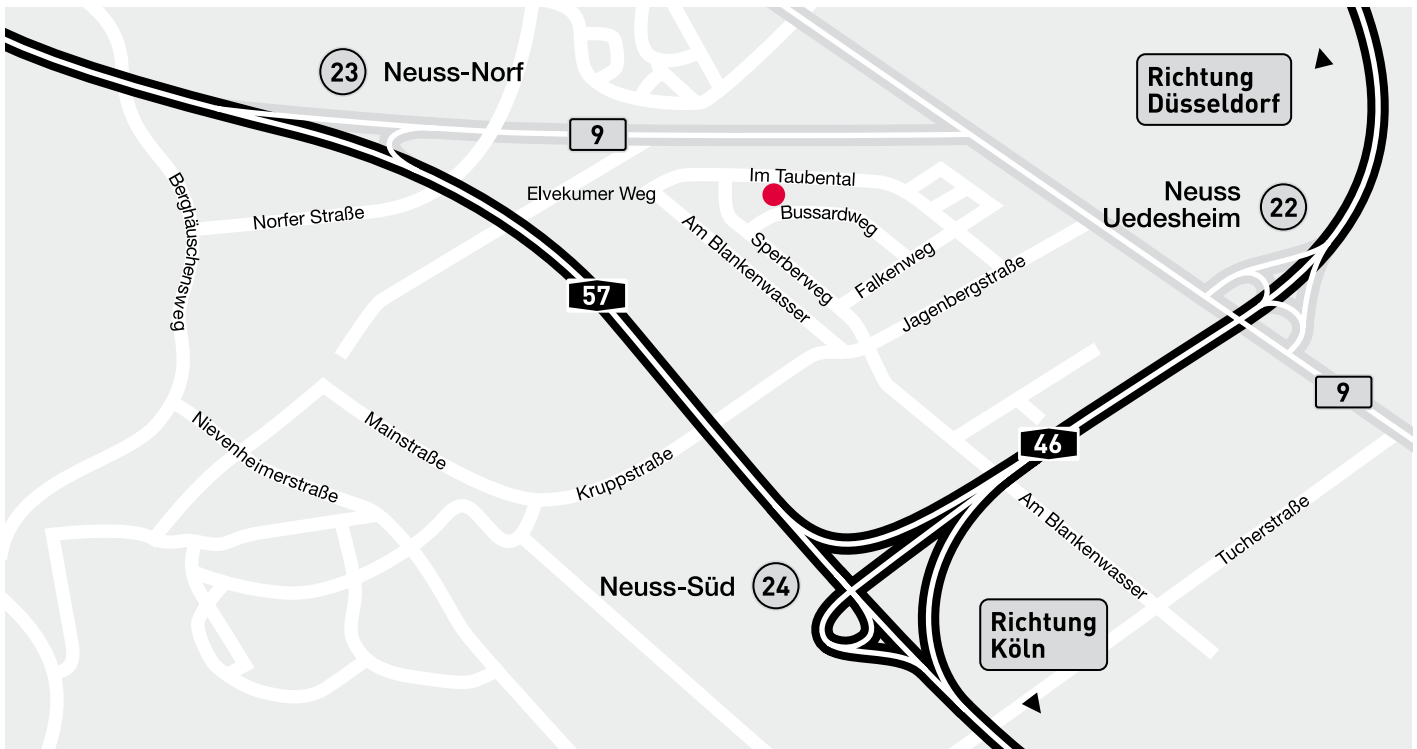 23 Neuss-Norf
Richtung
Düsseldorf
9
Im Taubental
Elvekumer Weg
Neuss
Uedesheim
22
Berghäuschensweg
Norfer Straße
Bussardweg
Am Blankenwasser
Sperberweg
Falkenweg
Jagenbergstraße
57
9
Nievenheimerstraße
Mainstraße
46
Kruppstraße
Am Blankenwasser
Tucherstraße
Neuss-Süd 24
Richtung
Köln